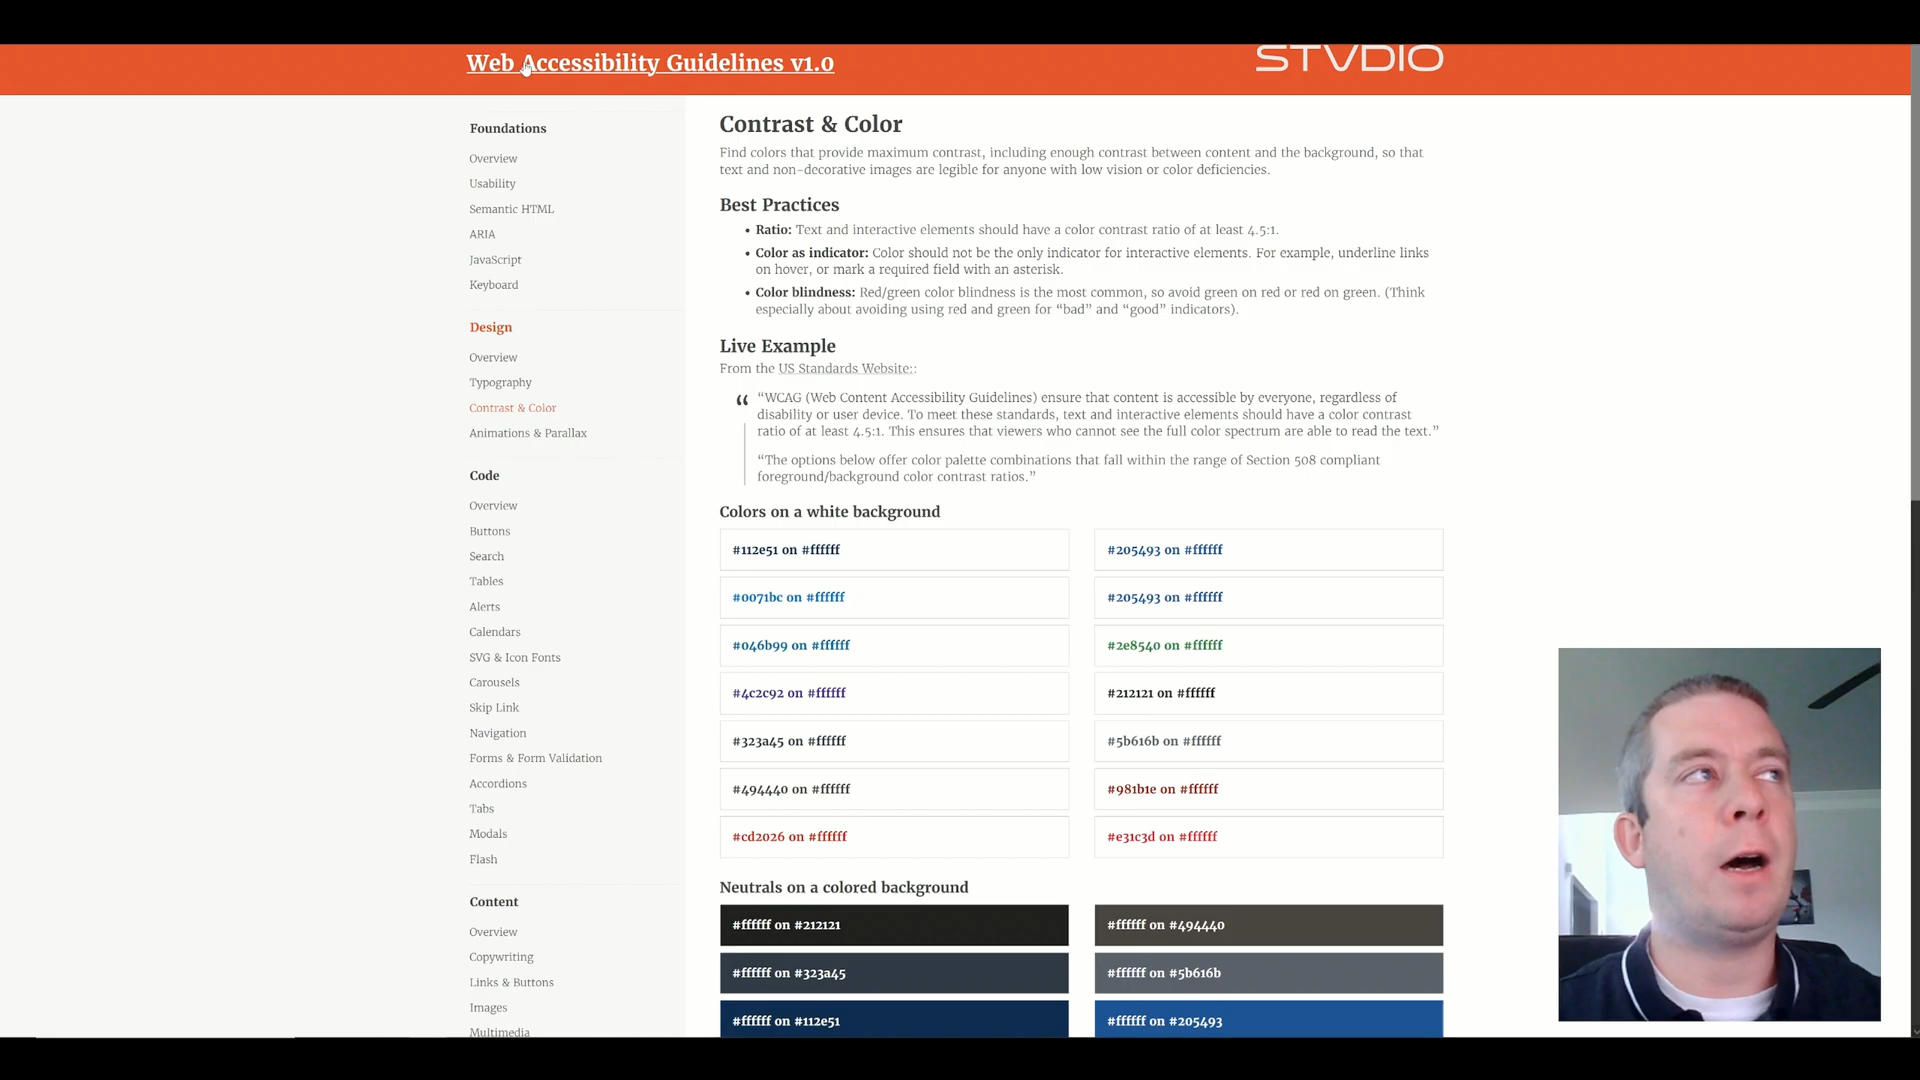 Web Accessibility Guidelines v1.0
STVDIO
Foundations
Overview
Usability
Semantic HTML
ARIA
JavaScript
Keyboard
Design
Overview
Typography
Contrast & Color
Animations & Parallax
Code
Overview
Buttons
Search
Tables
Alerts
Calendars
SVG & Icon Fonts
Carousels
Skip Link
Navigation
Forms & Form Validation
Accordions
Tabs
Modals
Flash
Content
Overview
Copywriting
Links & Buttons
Images
Multimedia
Contrast & Color
Find colors that provide maximum contrast, including enough contrast between content and the background, so that
text and non-decorative images are legible for anyone with low vision or color deficiencies.
Best Practices
• Ratio: Text and interactive elements should have a color contrast ratio of at least 4.5:1.
• Color as indicator: Color should not be the only indicator for interactive elements. For example, underline links
on hover, or mark a required field with an asterisk.
• Color blindness: Red/green color blindness is the most common, so avoid green on red or red on green. (Think
especially about avoiding using red and green for “bad” and “good” indicators).
Live Example
From the US Standards Website::
“
“WCAG (Web Content Accessibility Guidelines) ensure that content is accessible by everyone, regardless of
disability or user device. To meet these standards, text and interactive elements should have a color contrast
ratio of at least 4.5:1. This ensures that viewers who cannot see the full color spectrum are able to read the text.”
“The options below offer color palette combinations that fall within the range of Section 508 compliant
foreground/background color contrast ratios.”
Colors on a white background
#112e51 on #ffffff
#205493 on #ffffff
#0071bc on #ffffff
#205493 on #ffffff
#046b99 on #ffffff
#2e8540 on #ffffff
#4c2c92 on #ffffff
#212121 on #ffffff
#323a45 on #ffffff
#5b616b on #ffffff
#494440 on #ffffff
#981b1e on #ffffff
#cd2026 on #ffffff
#e31c3d on #ffffff
Neutrals on a colored background
#ffffff on #212121
#ffffff on #494440
#ffffff on #323a45
#ffffff on #5b616b
#ffffff on #112e51
#ffffff on #205493